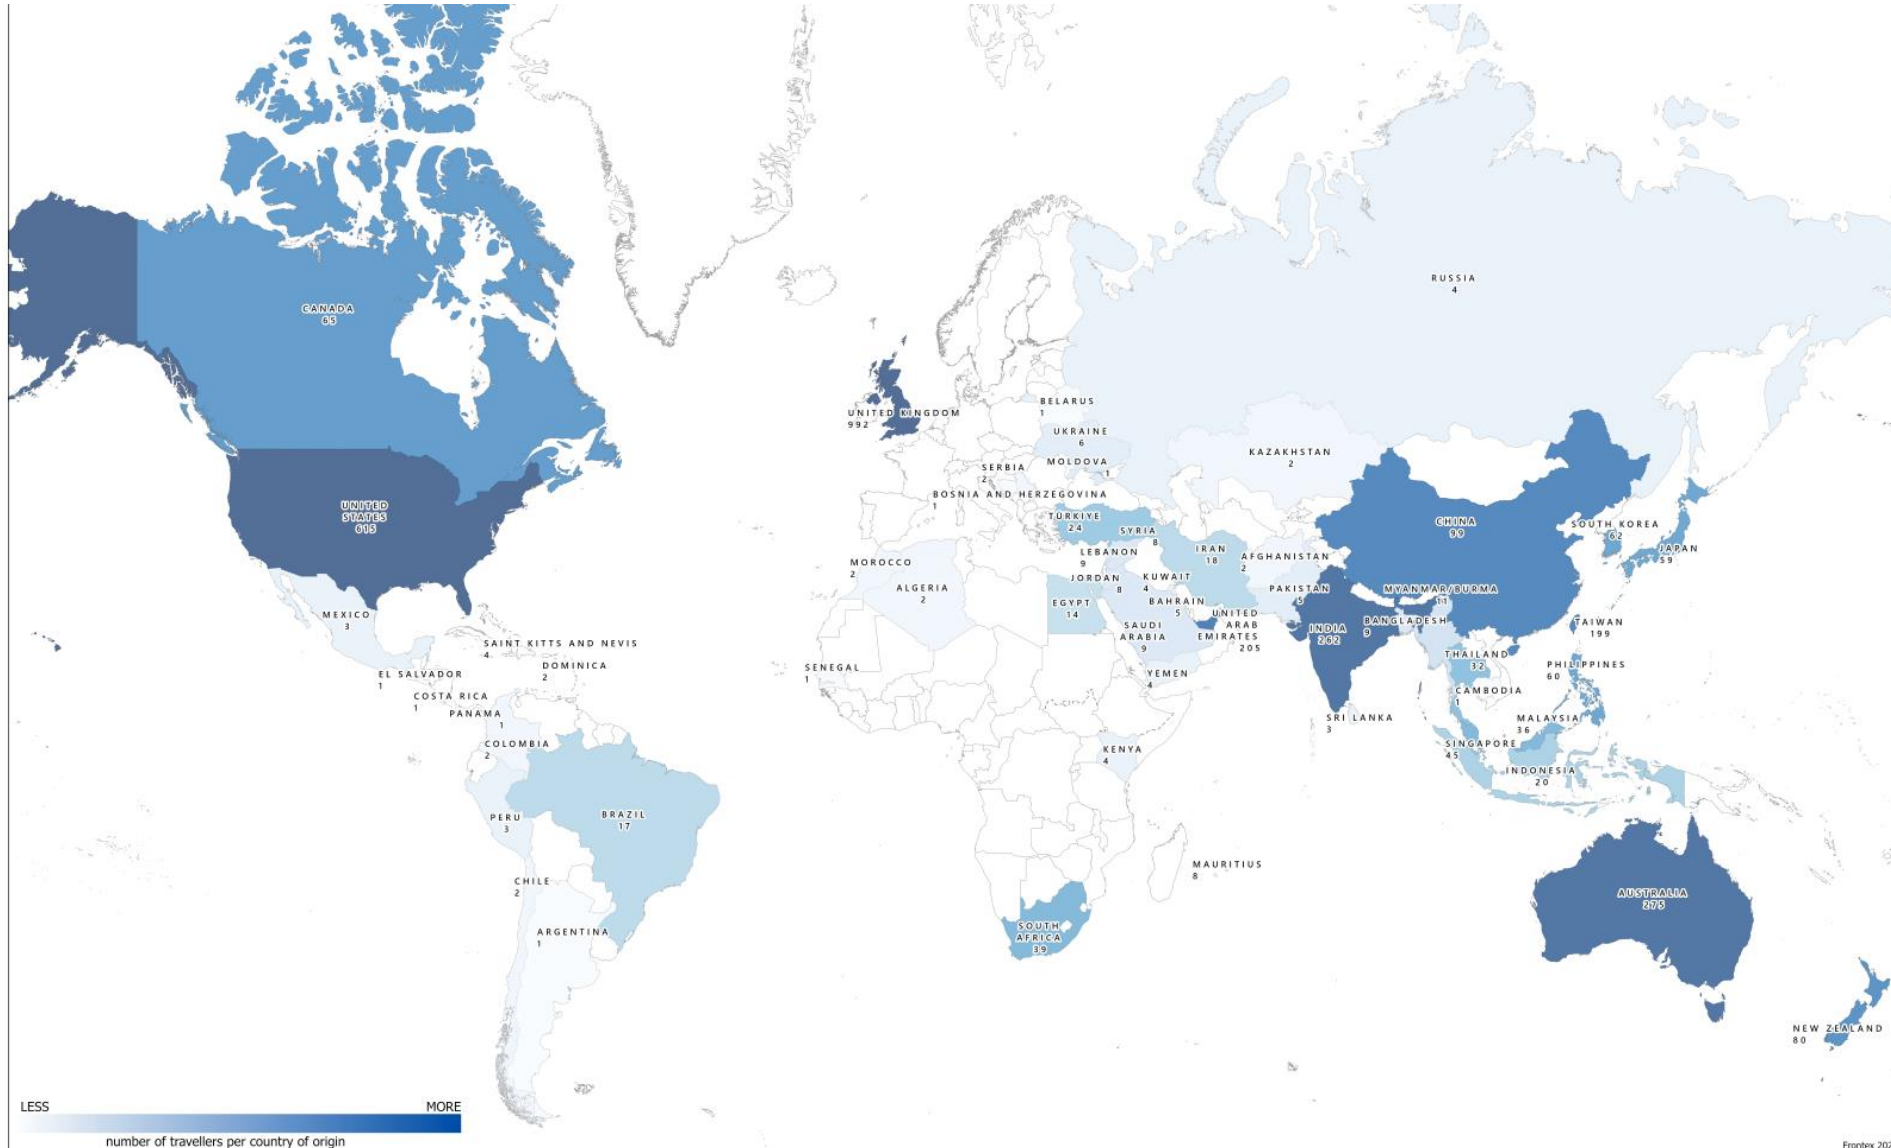 CANADA
65
UNITED
STATES
615
MEXICO
3
SAINT KITTS AND NEVIS
4
DOMINICA
2
EL SALVADOR
1
COSTA RICA
1
PANAMA
1
COLOMBIA
2
PERU
3
BRAZIL
17
CHILE
2
ARGENTINA
1
UNITED KINGDOM
992
BELARUS
1
UKRAINE
6
MOLDOVA
1
SERBIA
2
BOSNIA AND HERZEGOVINA
1
TÜRKIYE
24
SYRIA
8
LEBANON
9
JORDAN
8
MOROCCO
2
ALGERIA
2
EGYPT
14
SENEGAL
1
KENYA
4
MAURITIUS
8
SOUTH
AFRICA
39
RUSSIA
4
KAZAKHSTAN
2
IRAN
18
AFGHANISTAN
2
KUWAIT
4
BAHRAIN
5
PAKISTAN
5
SAUDI
ARABIA
9
UNITED
ARAB
EMIRATES
205
YEMEN
4
INDIA
262
BANGLADESH
9
SRI LANKA
3
CHINA
99
SOUTH KOREA
62
JAPAN
59
MYANMAR/BURMA
11
TAIWAN
199
THAILAND
32
PHILIPPINES
60
CAMBODIA
1
MALAYSIA
36
SINGAPORE
45
INDONESIA
20
AUSTRALIA
275
NEW ZEALAND
80
LESS
MORE
number of travellers per country of origin
Frontex 202